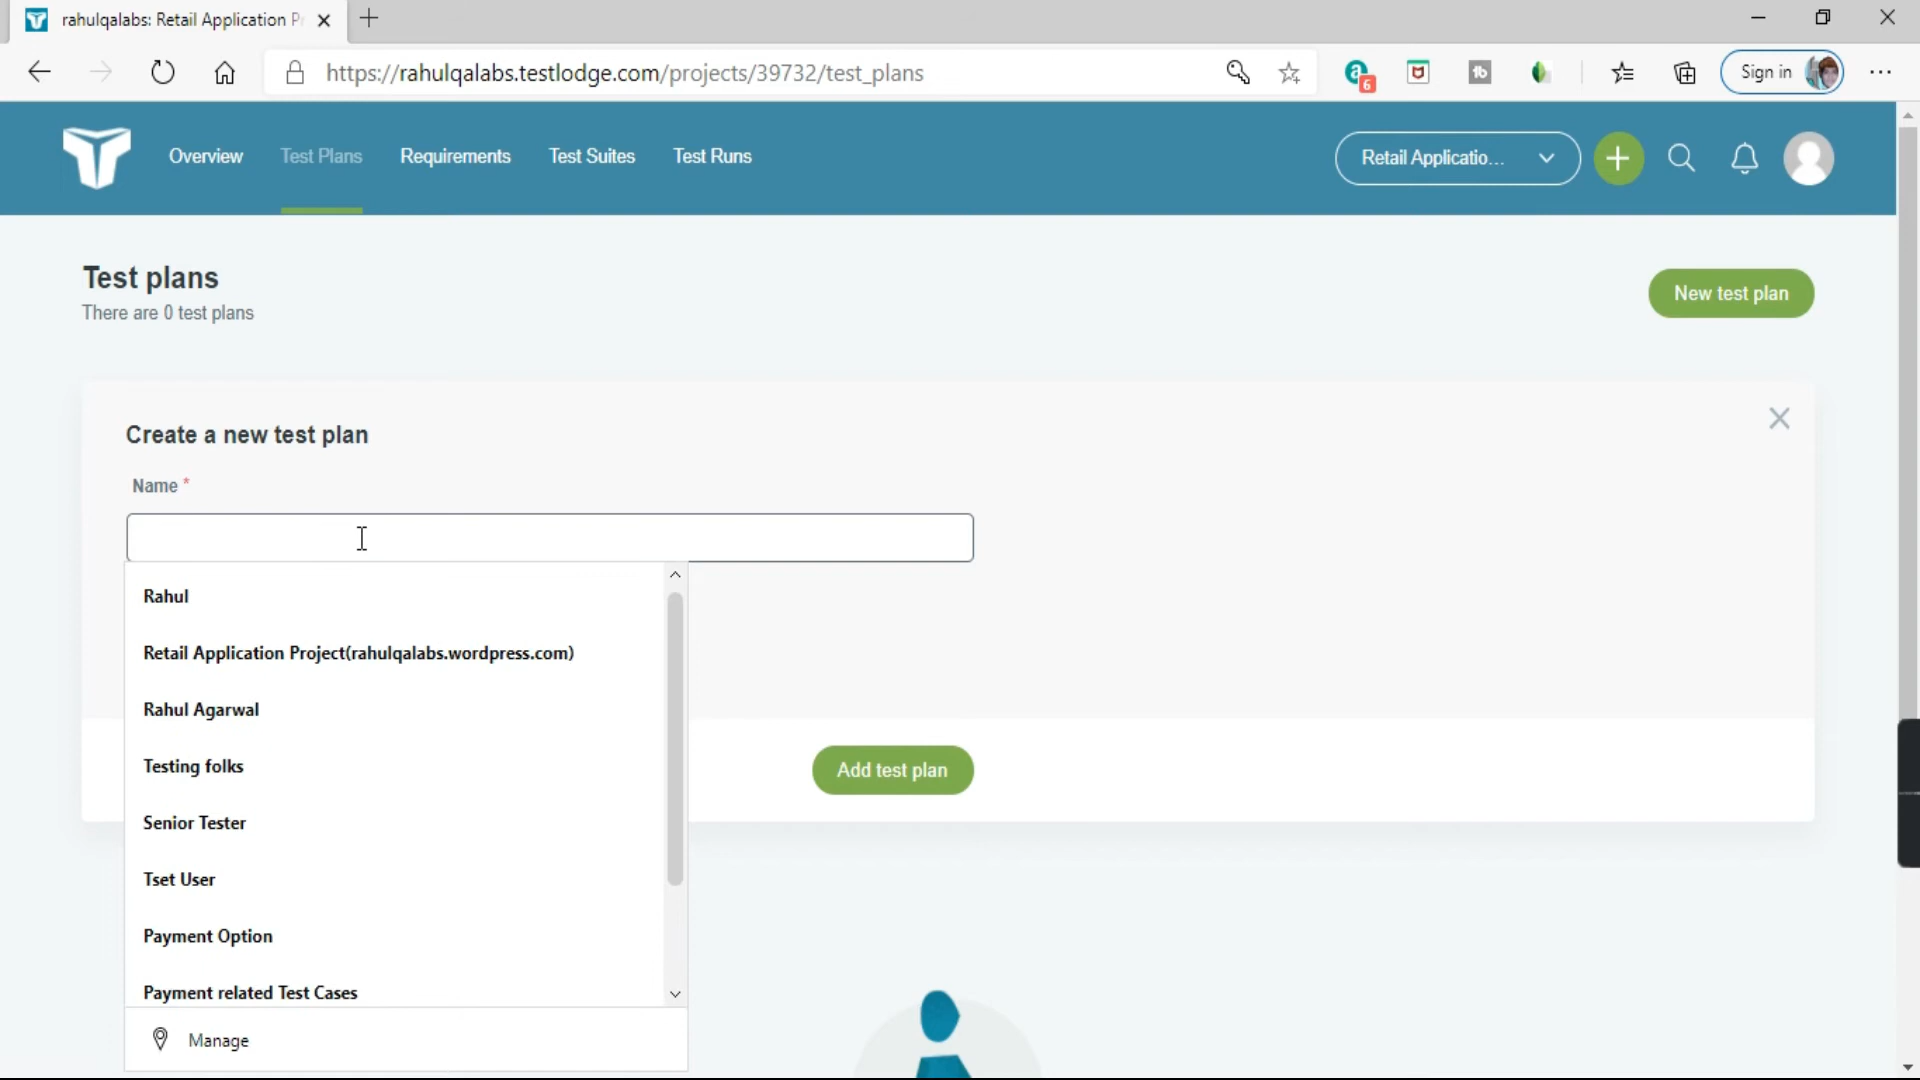 rahulqalabs: Retail Application P
https://rahulqalabs.testlodge.com/projects/39732/test_plans
6
Sign in
Overview
Test Plans
Requirements
Test Suites
Test Runs
Retail Applicatio...
Test plans
There are 0 test plans
New test plan
Create a new test plan
Name *
Rahul
Retail Application Project(rahulqalabs.wordpress.com)
Rahul Agarwal
Testing folks
Senior Tester
Tset User
Payment Option
Payment related Test Cases
Manage
Add test plan